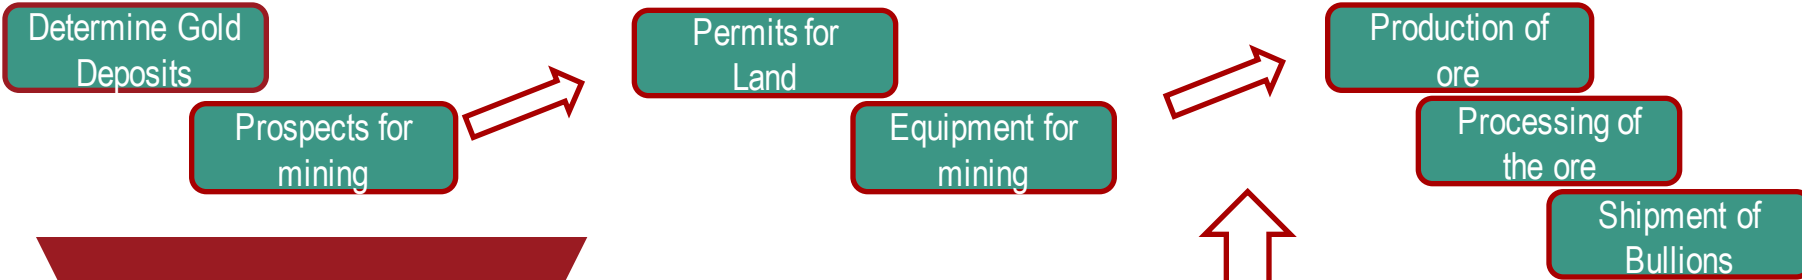 Determine Gold
Deposits
Prospects for
mining
Permits for
Land
Equipment for
mining
Production of
ore
Processing of
the ore
Shipment of
Bullions